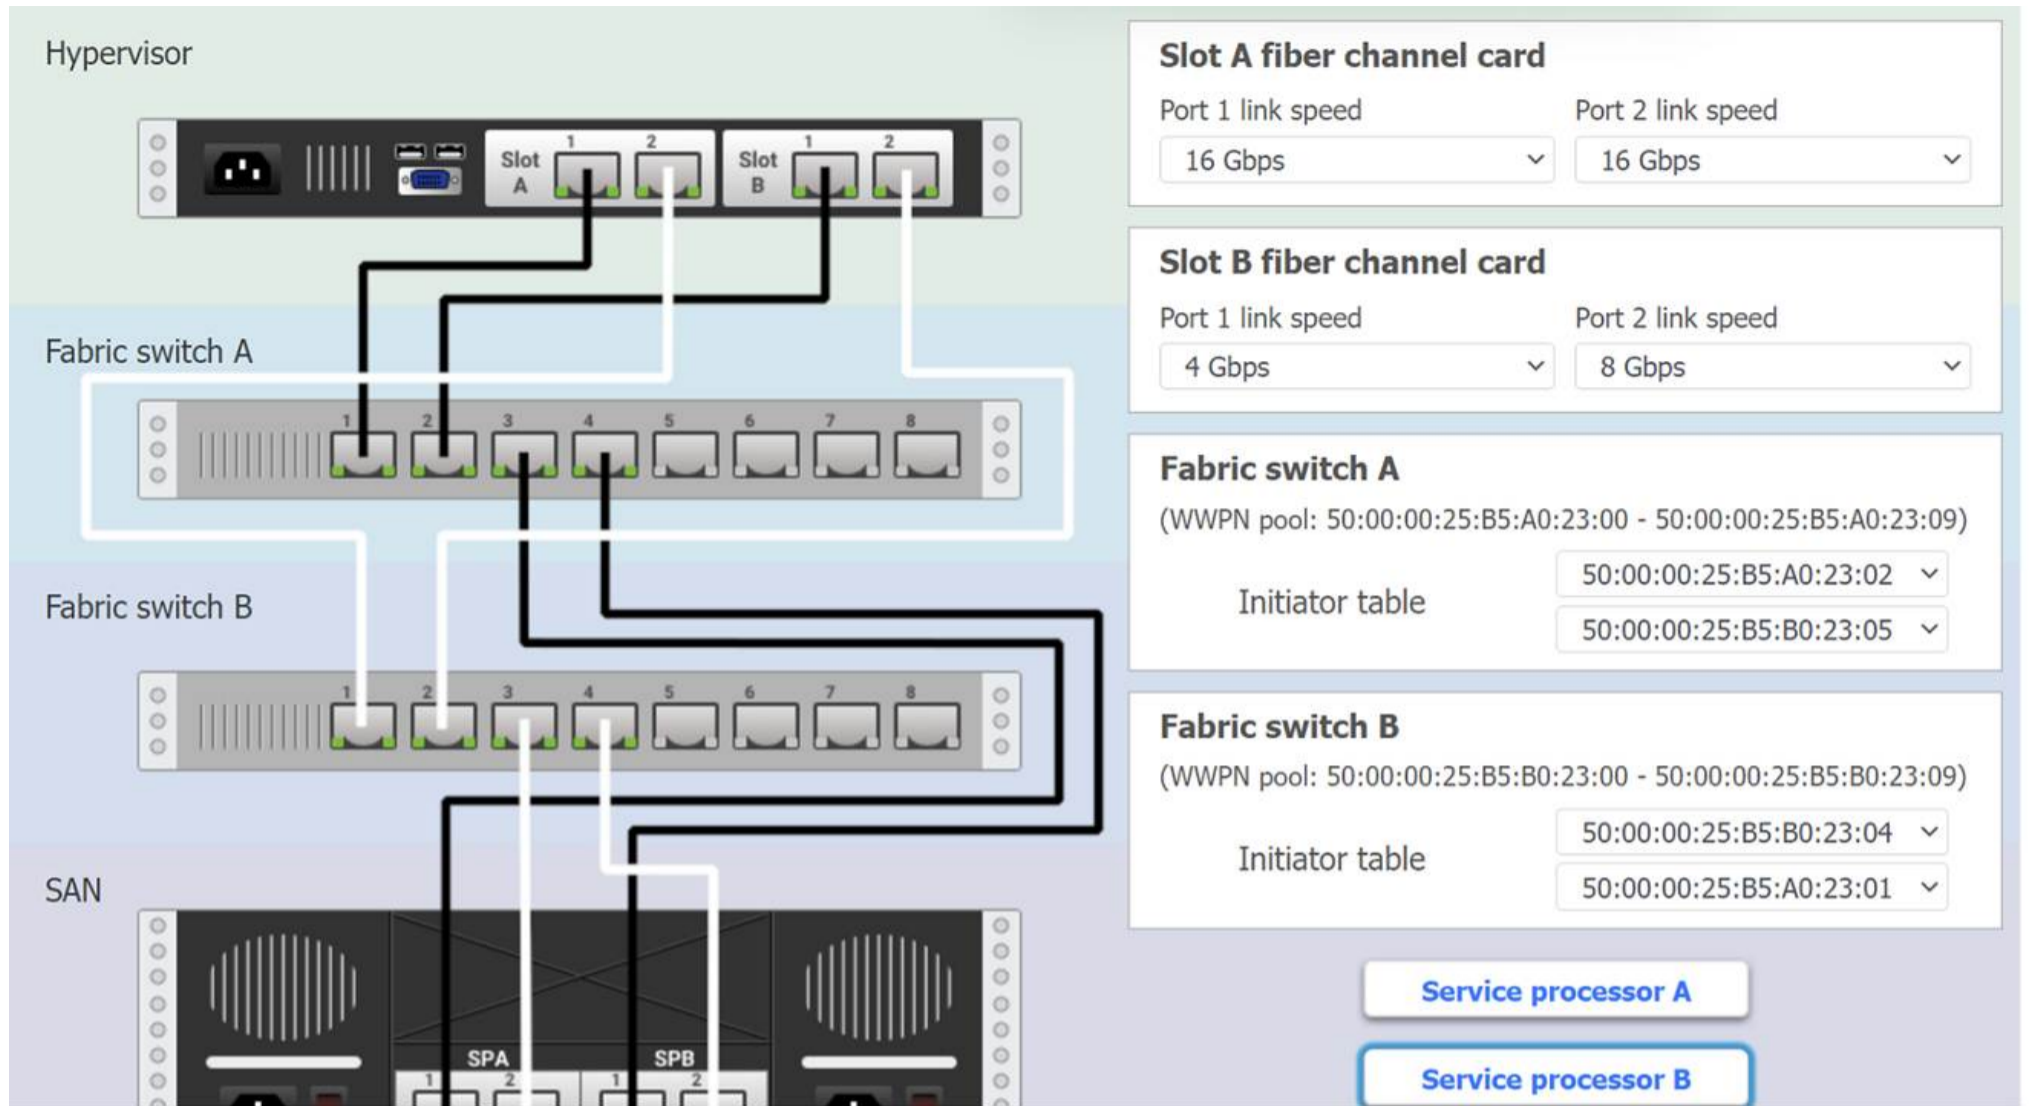 Hypervisor
Slot A
1 2
Slot B
1 2
Fabric switch A
1 2 3 4 5 6 7 8
Fabric switch B
1 2 3 4 5 6 7 8
SAN
SPA SPB
1 2 1 2
Slot A fiber channel card
Port 1 link speed Port 2 link speed
16 Gbps 16 Gbps
Slot B fiber channel card
Port 1 link speed Port 2 link speed
4 Gbps 8 Gbps
Fabric switch A
(WWPN pool: 50:00:00:25:B5:A0:23:00 - 50:00:00:25:B5:A0:23:09)
Initiator table
50:00:00:25:B5:A0:23:02
50:00:00:25:B5:B0:23:05
Fabric switch B
(WWPN pool: 50:00:00:25:B5:B0:23:00 - 50:00:00:25:B5:B0:23:09)
Initiator table
50:00:00:25:B5:B0:23:04
50:00:00:25:B5:A0:23:01
Service processor A
Service processor B